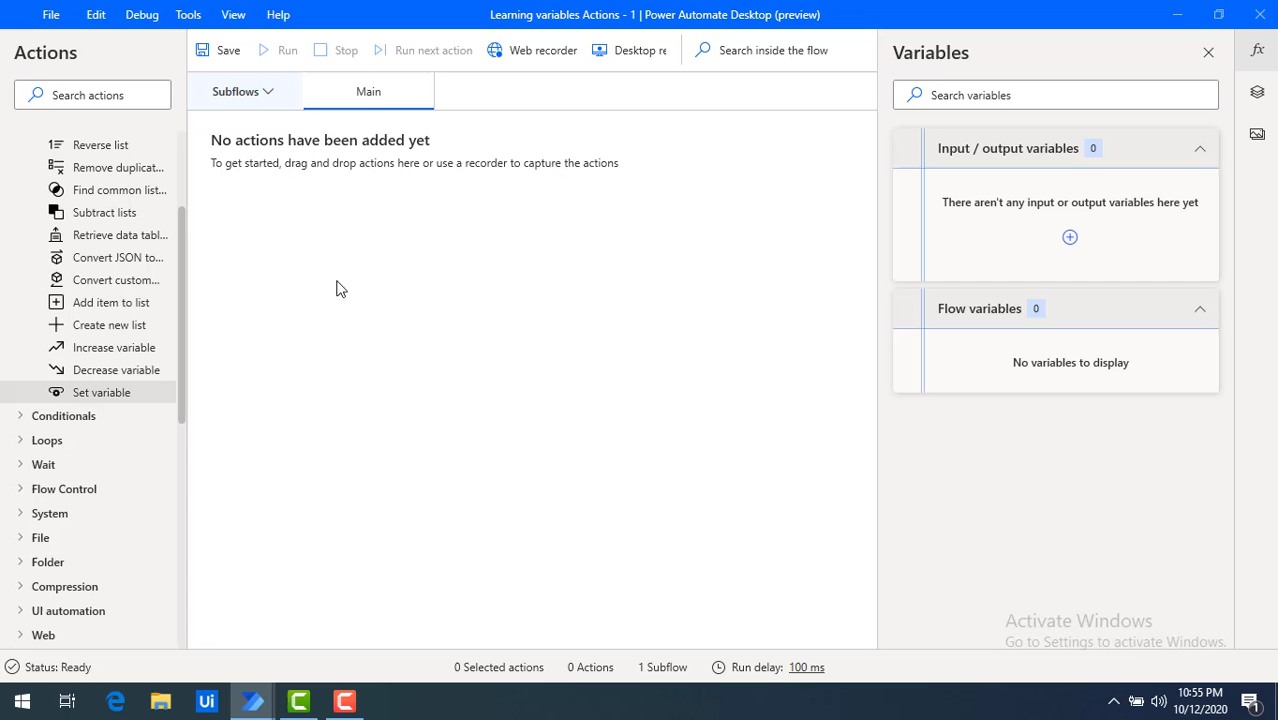 File Edit Debug Tools View Help
Learning variables Actions - 1 | Power Automate Desktop (preview)
Actions
Search actions
Reverse list
Remove duplicat...
Find common list...
Subtract lists
Retrieve data tabl...
Convert JSON to...
Convert custom...
Add item to list
Create new list
Increase variable
Decrease variable
Set variable
Conditionals
Loops
Wait
Flow Control
System
File
Folder
Compression
UI automation
Web
Save Run Stop Run next action Web recorder Desktop re Search inside the flow
Subflows Main
No actions have been added yet
To get started, drag and drop actions here or use a recorder to capture the actions
Variables
fx
Search variables
Input / output variables 0
There aren't any input or output variables here yet
Flow variables 0
No variables to display
Activate Windows
Go to Settings to activate Windows.
Status: Ready 0 Selected actions 0 Actions 1 Subflow Run delay: 100 ms
Ui
10:55 PM
10/12/2020
1